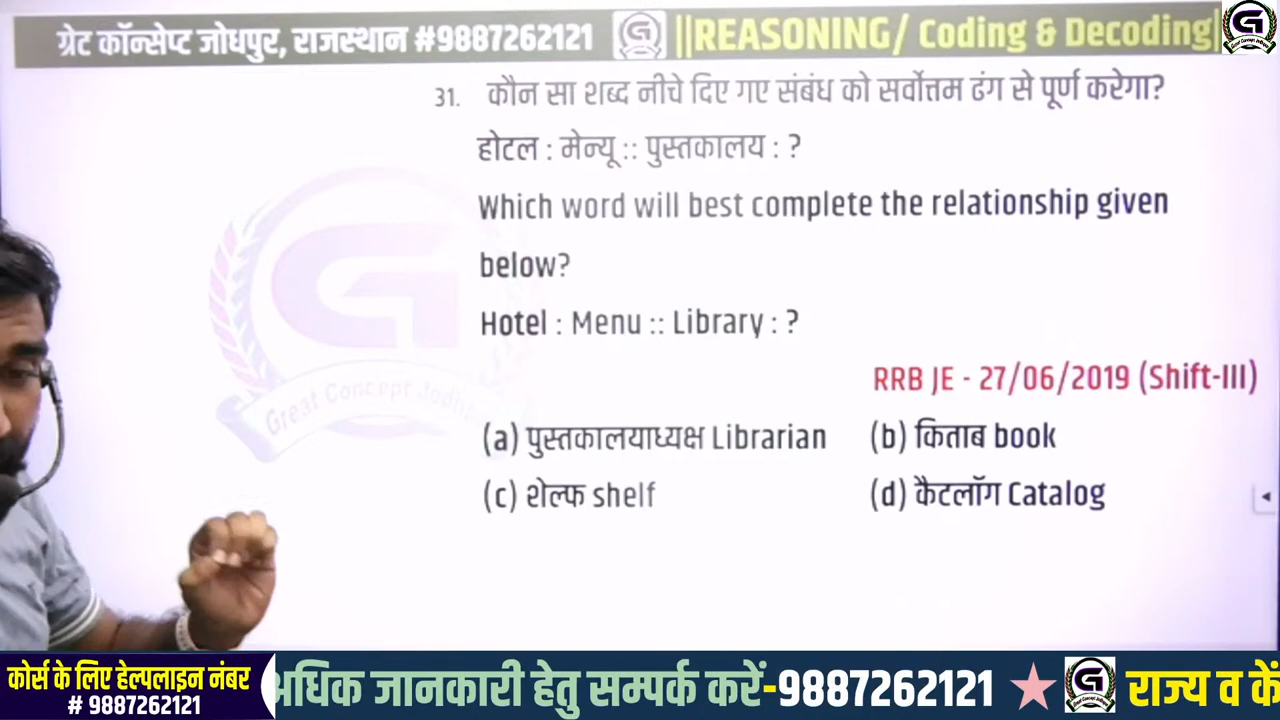 ग्रेट कॉन्सेप्ट जोधपुर, राजस्थान #9887262121 ||REASONING/ Coding & Decoding|
31. कौन सा शब्द नीचे दिए गए संबंध को सर्वोत्तम ढंग से पूर्ण करेगा?
होटल : मेन्यू :: पुस्तकालय : ?
Which word will best complete the relationship given
below?
Hotel : Menu :: Library : ?
RRB JE - 27/06/2019 (Shift-III)
(a) पुस्तकालयाध्यक्ष Librarian (b) किताब book
(c) शेल्फ shelf (d) कैटलॉग Catalog
Great Concept
कोर्स के लिए हेल्पलाइन नंबर
# 9887262121
अधिक जानकारी हेतु सम्पर्क करें-9887262121 राज्य व कें